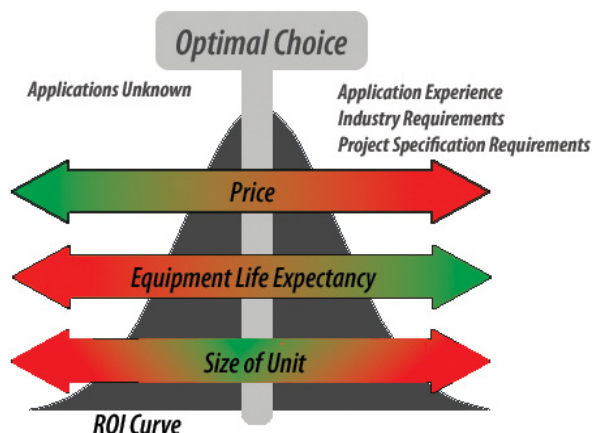 Optimal Choice
Applications Unknown
Application Experience
Industry Requirements
Project Specification Requirements
Price
Equipment Life Expectancy
Size of Unit
ROI Curve